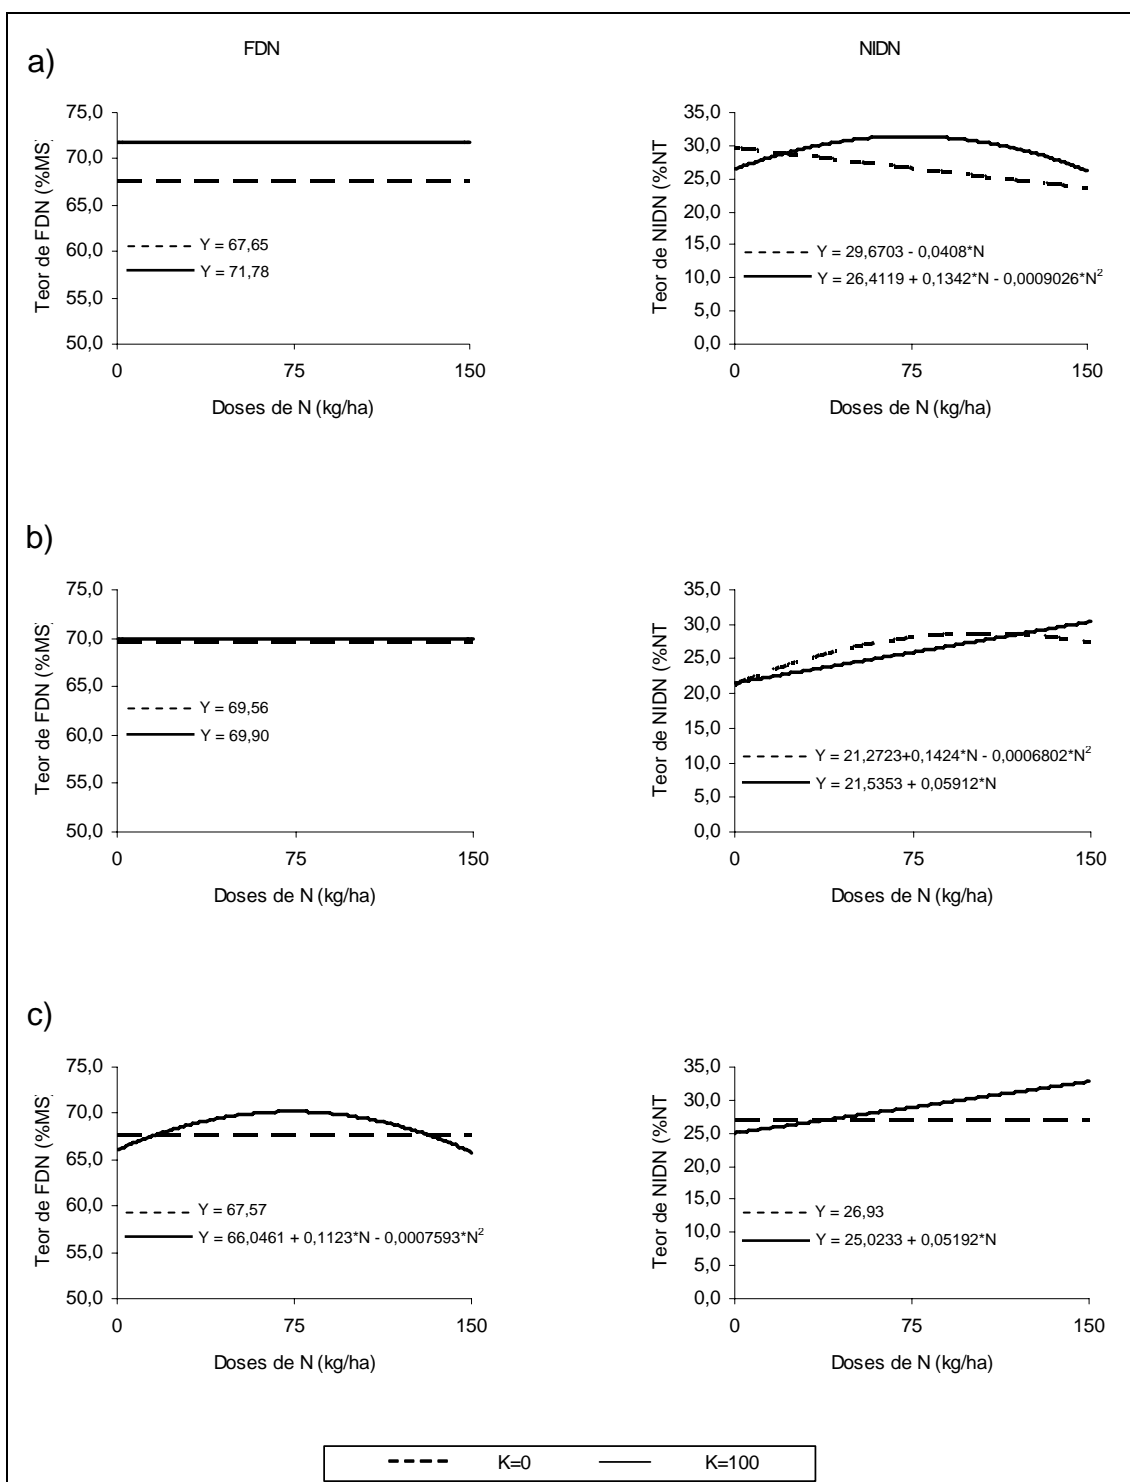 FDN NIDN
a)
Teor de FDN (%MS)
75,0
70,0
65,0
60,0
55,0
50,0
Y = 67,65
Y = 71,78
0 75 150
Doses de N (kg/ha)
Teor de NIDN (%NT
35,0
30,0
25,0
20,0
15,0
10,0
5,0
0,0
Y = 29,6703 - 0,0408*N
Y = 26,4119 + 0,1342*N - 0,0009026*N²
0 75 150
Doses de N (kg/ha)
b)
Teor de FDN (%MS)
75,0
70,0
65,0
60,0
55,0
50,0
Y = 69,56
Y = 69,90
0 75 150
Doses de N (kg/ha)
Teor de NIDN (%NT
35,0
30,0
25,0
20,0
15,0
10,0
5,0
0,0
Y = 21,2723+0,1424*N - 0,0006802*N²
Y = 21,5353 + 0,05912*N
0 75 150
Doses de N (kg/ha)
c)
Teor de FDN (%MS)
75,0
70,0
65,0
60,0
55,0
50,0
Y = 67,57
Y = 66,0461 + 0,1123*N - 0,0007593*N²
0 75 150
Doses de N (kg/ha)
Teor de NIDN (%NT
35,0
30,0
25,0
20,0
15,0
10,0
5,0
0,0
Y = 26,93
Y = 25,0233 + 0,05192*N
0 75 150
Doses de N (kg/ha)
K=0 K=100